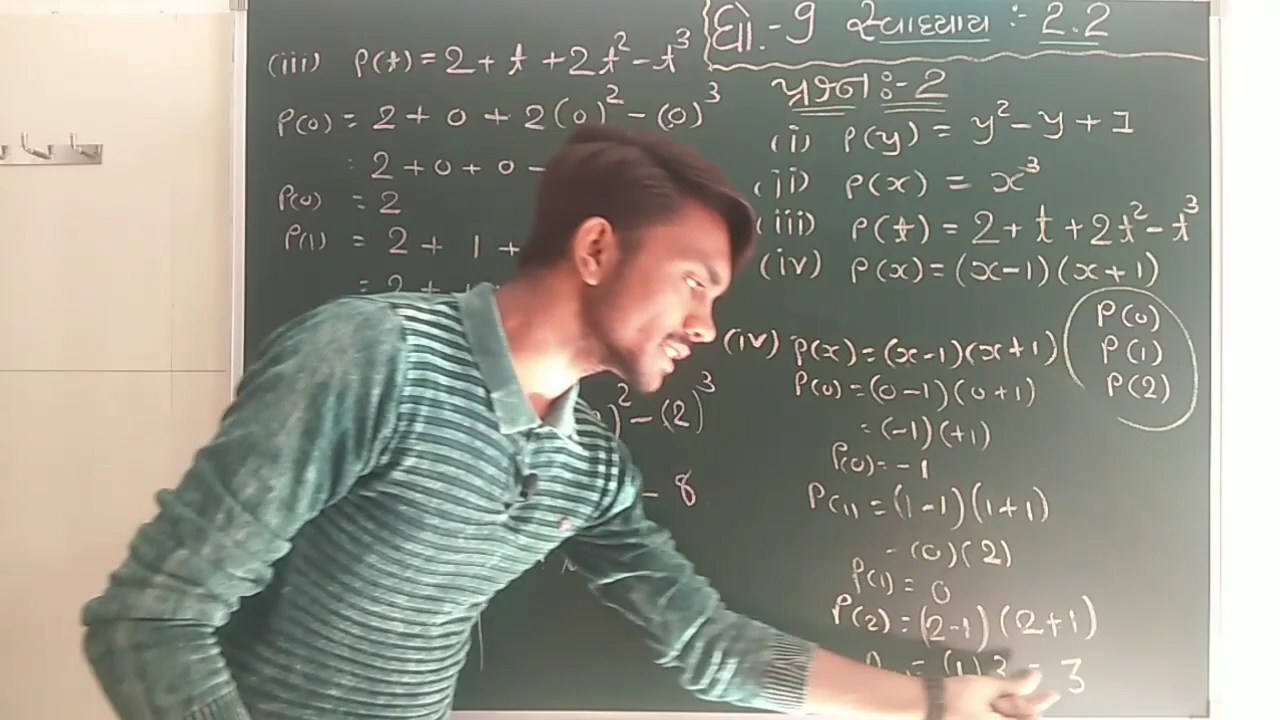 ધો.-9 સ્વાધ્યાય :- 2.2
પ્રશ્ન :- 2
(i) P(y) = y² - y + 1
(ii) P(x) = x³
(iii) P(t) = 2 + t + 2t² - t³
(iv) P(x) = (x-1)(x+1)
P(0)
P(1)
P(2)
(iii) P(t) = 2 + t + 2t² - t³
P(0) = 2 + 0 + 2(0)² - (0)³
: 2 + 0 + 0 -
P(0) = 2
P(1) = 2 + 1 +
= 2 +
)² - (2)³
- 8
(iv) P(x) = (x-1)(x+1)
P(0) = (0-1)(0+1)
= (-1)(+1)
P(0) = -1
P(1) = (1-1)(1+1)
- (0)(2)
P(1) = 0
P(2) = (2-1)(2+1)
= (1) 3 = 3